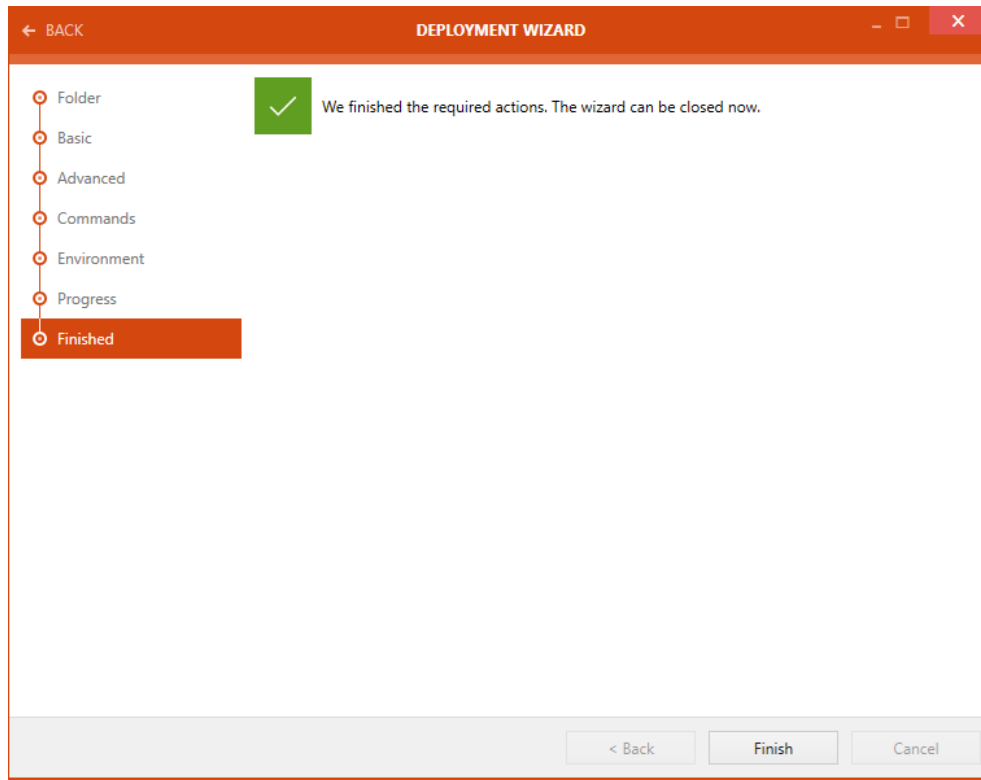 ← BACK
DEPLOYMENT WIZARD
Folder
Basic
Advanced
Commands
Environment
Progress
Finished
We finished the required actions. The wizard can be closed now.
< Back
Finish
Cancel